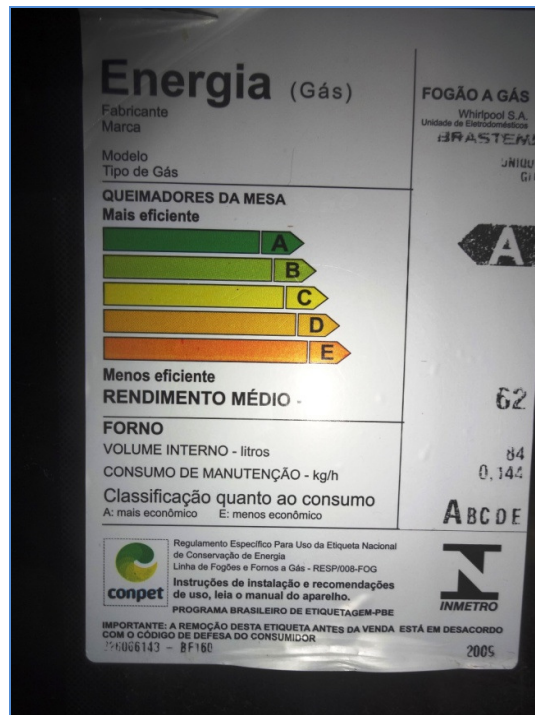 Energia (Gás)
Fabricante
Marca
Modelo
Tipo de Gás
FOGÃO A GÁS
Whirlpool S.A.
Unidade de Eletrodomésticos
QUEIMADORES DA MESA
Mais eficiente
A
B
C
D
E
A
Menos eficiente
RENDIMENTO MÉDIO - 62
FORNO
VOLUME INTERNO - litros 84
CONSUMO DE MANUTENÇÃO - kg/h 0,144
Classificação quanto ao consumo
A: mais econômico E: menos econômico
A B C D E
conpet
Regulamento Específico Para Uso da Etiqueta Nacional
de Conservação de Energia
Linha de Fogões e Fornos a Gás - RESP/008-FOG
Instruções de instalação e recomendações
de uso, leia o manual do aparelho.
PROGRAMA BRASILEIRO DE ETIQUETAGEM-PBE
INMETRO
IMPORTANTE: A REMOÇÃO DESTA ETIQUETA ANTES DA VENDA ESTÁ EM DESACORDO
COM O CÓDIGO DE DEFESA DO CONSUMIDOR
2005